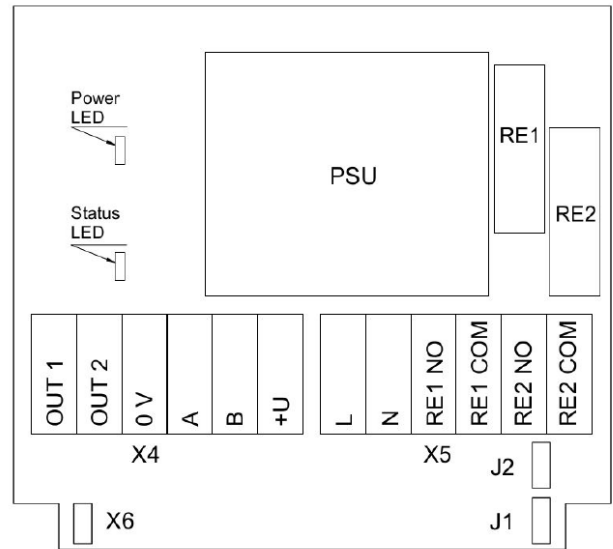 Power
LED
PSU
RE1
RE2
Status
LED
OUT 1
OUT 2
0 V
A
B
+U
L
N
RE1 NO
RE1 COM
RE2 NO
RE2 COM
X4
X5
J2
X6
J1